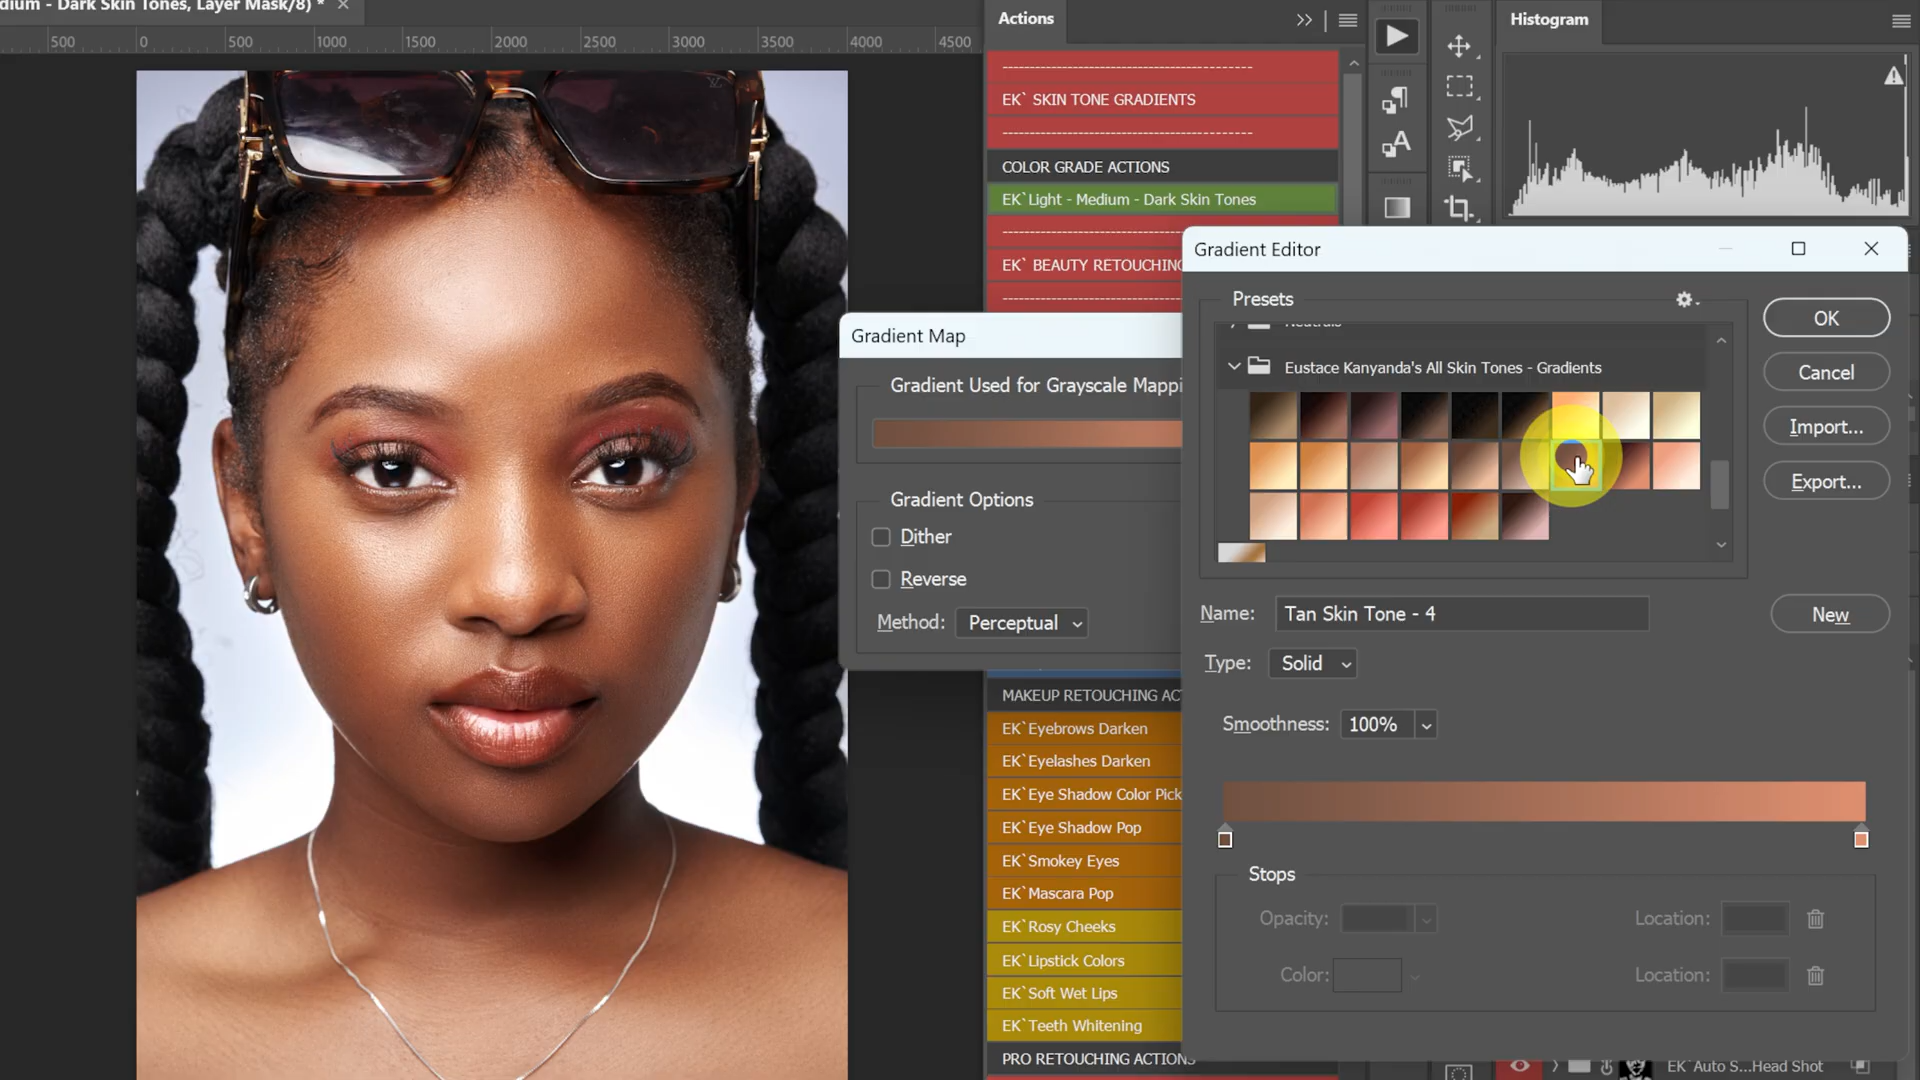 dium - Dark Skin Tones, Layer Mask/8) *
500 0 500 1000 1500 2000 2500 3000 3500 4000 4500
Actions
Histogram
--------------------------------------
EK` SKIN TONE GRADIENTS
--------------------------------------
COLOR GRADE ACTIONS
EK`Light - Medium - Dark Skin Tones
EK` BEAUTY RETOUCHING
Gradient Editor
Presets
Neutrals
Eustace Kanyanda's All Skin Tones - Gradients
OK
Cancel
Import...
Export...
Gradient Map
Gradient Used for Grayscale Mappi
Gradient Options
Dither
Reverse
Method: Perceptual
Name: Tan Skin Tone - 4
New
Type: Solid
Smoothness: 100%
Stops
Opacity:
Location:
Color:
Location:
MAKEUP RETOUCHING AC
EK`Eyebrows Darken
EK`Eyelashes Darken
EK`Eye Shadow Color Pick
EK`Eye Shadow Pop
EK`Smokey Eyes
EK`Mascara Pop
EK`Rosy Cheeks
EK`Lipstick Colors
EK`Soft Wet Lips
EK`Teeth Whitening
PRO RETOUCHING ACTIONS
EK`Auto S...Head Shot